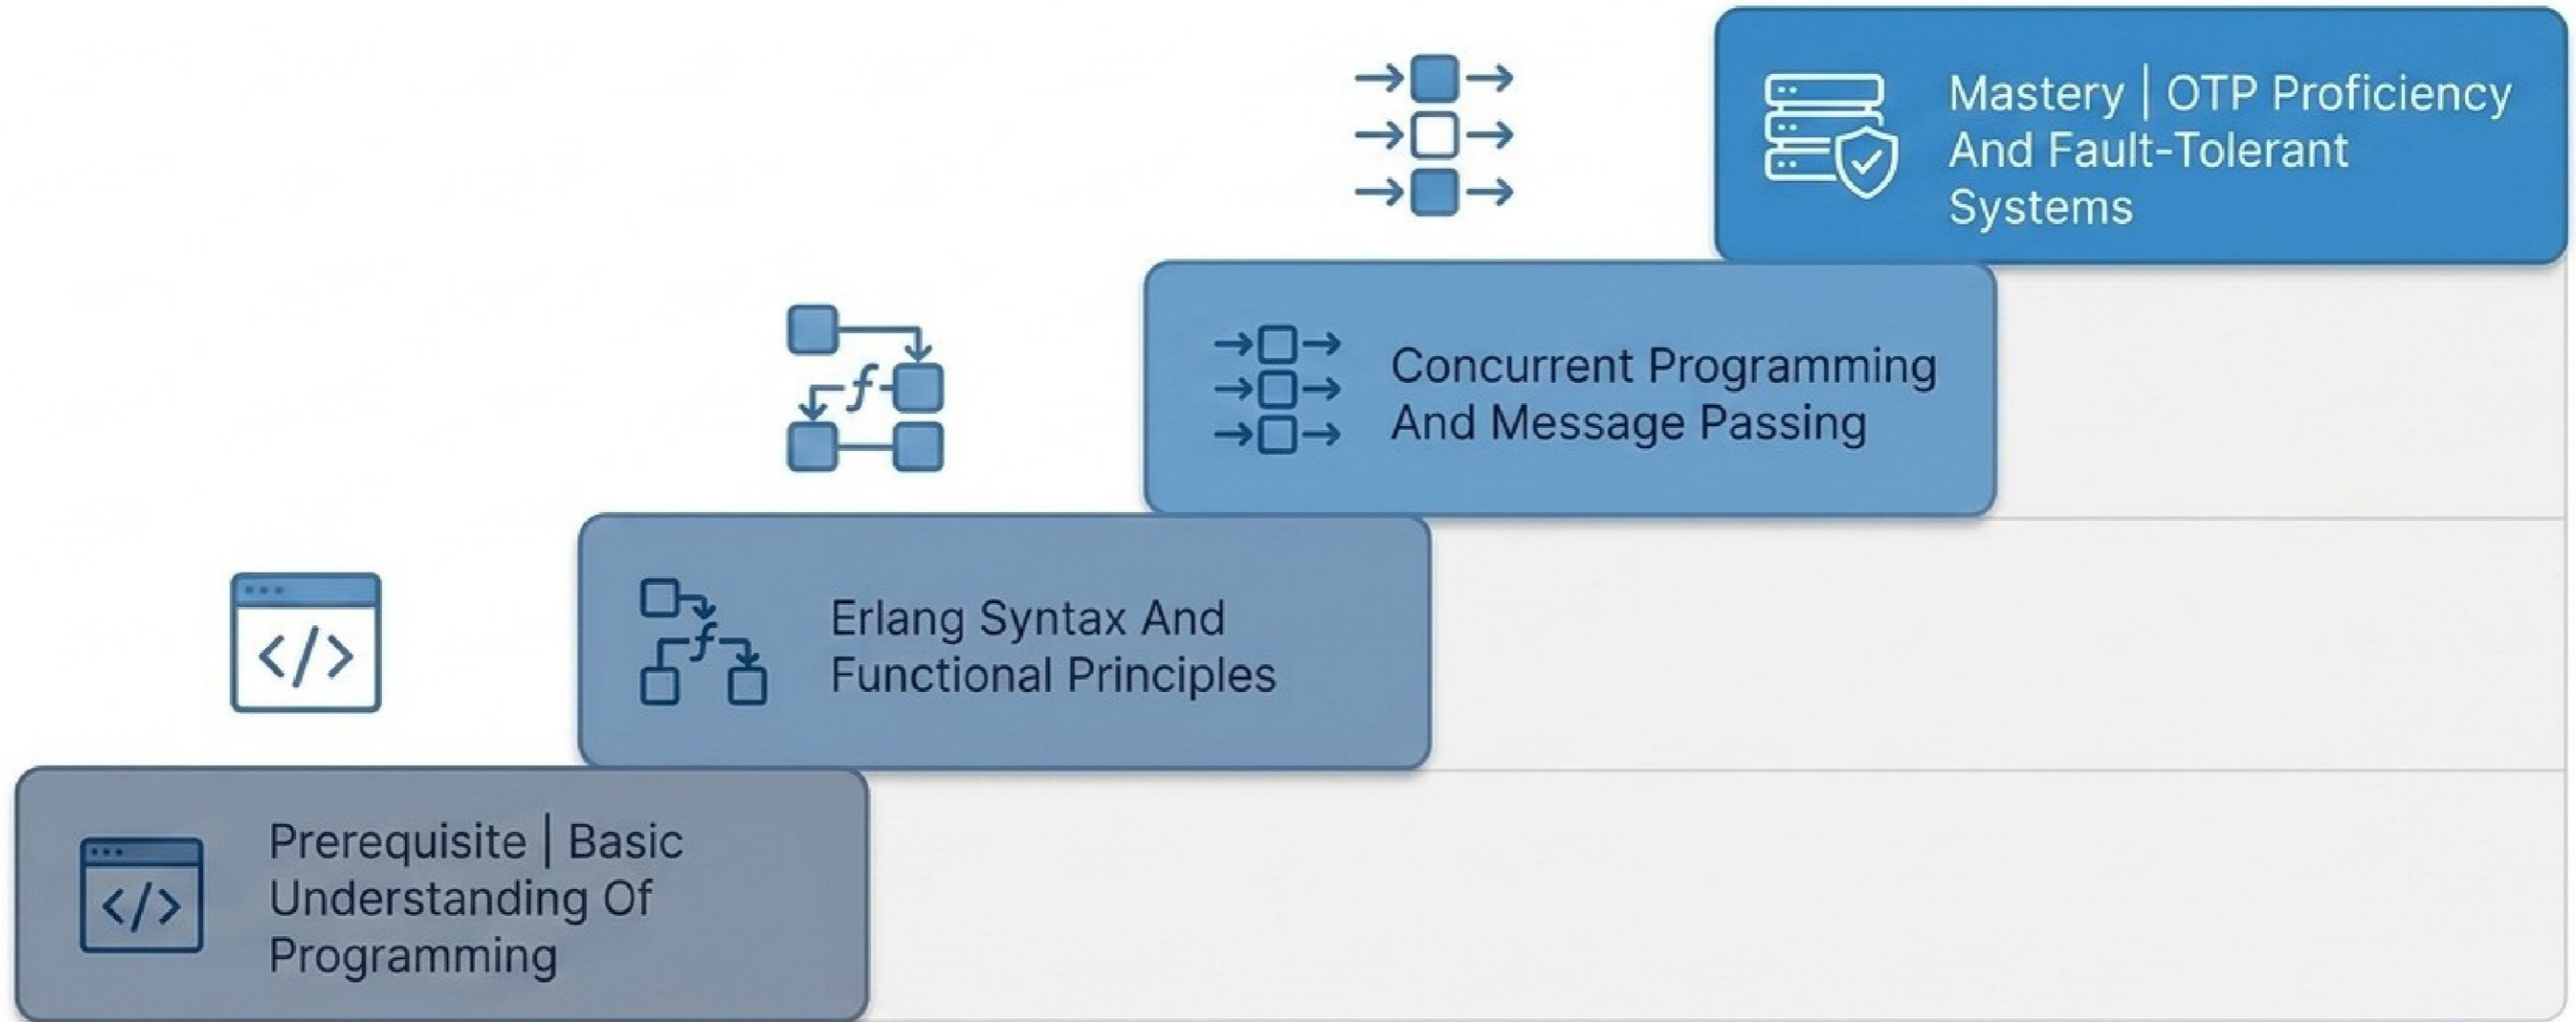 Mastery | OTP Proficiency
And Fault-Tolerant
Systems
Concurrent Programming
And Message Passing
f
Erlang Syntax And
Functional Principles
f
</>
Prerequisite | Basic
Understanding Of
Programming
</>